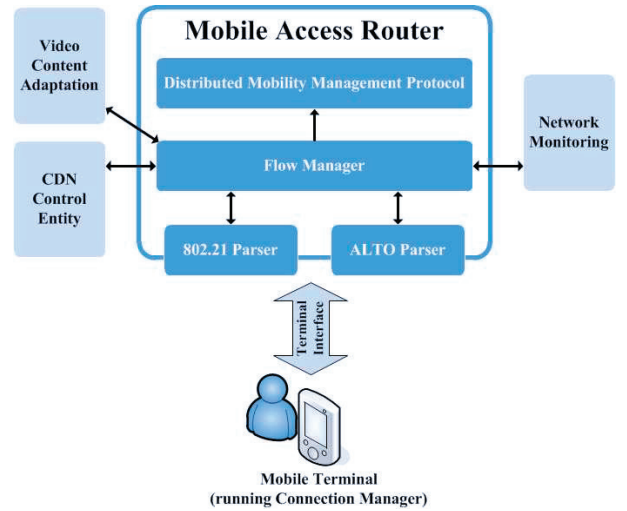 Mobile Access Router
Video
Content
Adaptation
Distributed Mobility Management Protocol
Network
Monitoring
Flow Manager
CDN
Control
Entity
802.21 Parser
ALTO Parser
Terminal
Interface
Mobile Terminal
(running Connection Manager)